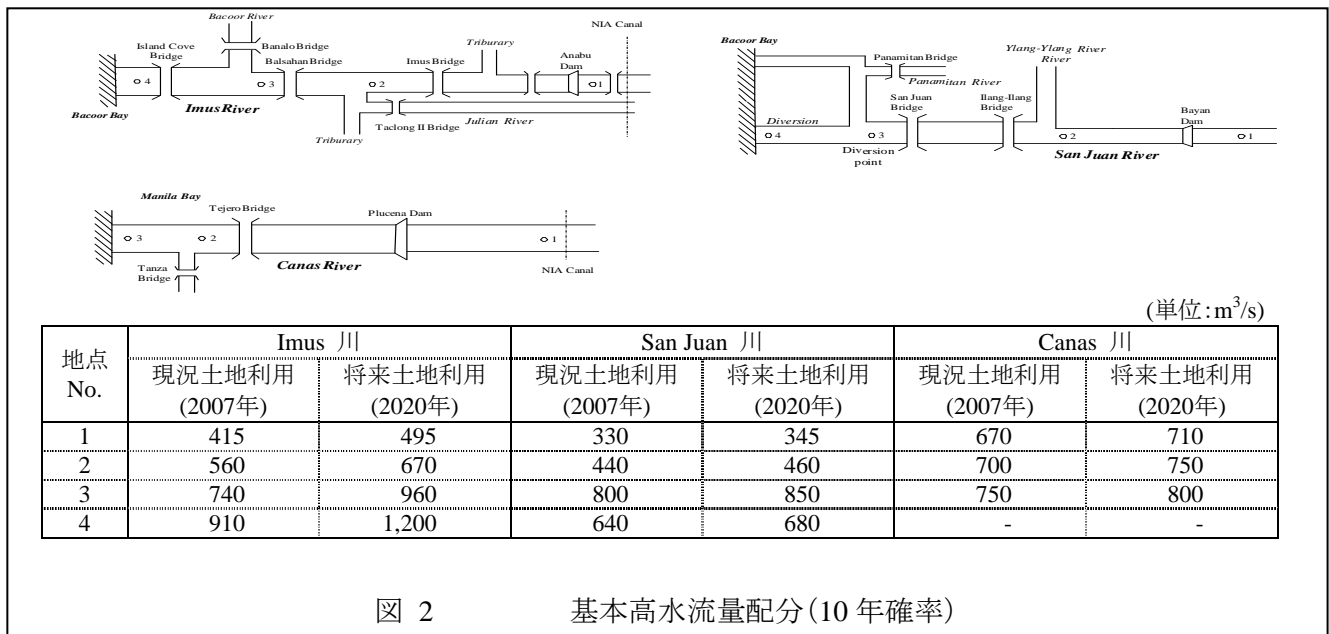 Bacoor River
NIA Canal
Island Cove
Bridge
Banalo Bridge
Balsahan Bridge
Triburary
Imus Bridge
Anabu
Dam
4
3
2
1
Imus River
Bacoor Bay
Triburary
Taclong II Bridge
Julian River
Bacoor Bay
Panamitan Bridge
Ylang-Ylang River
River
Panamitan River
San Juan
Bridge
Ilang-Ilang
Bridge
Bayan
Dam
Diversion
4
3
2
1
Diversion
point
San Juan River
Manila Bay
Tejero Bridge
Plucena Dam
3
2
1
Tanza
Bridge
Canas River
NIA Canal
(単位:m³/s)
地点 No. Imus 川 San Juan 川 Canas 川
現況土地利用 (2007年) 将来土地利用 (2020年) 現況土地利用 (2007年) 将来土地利用 (2020年) 現況土地利用 (2007年) 将来土地利用 (2020年)
1 415 495 330 345 670 710
2 560 670 440 460 700 750
3 740 960 800 850 750 800
4 910 1,200 640 680 - -
図 2 基本高水流量配分(10 年確率)